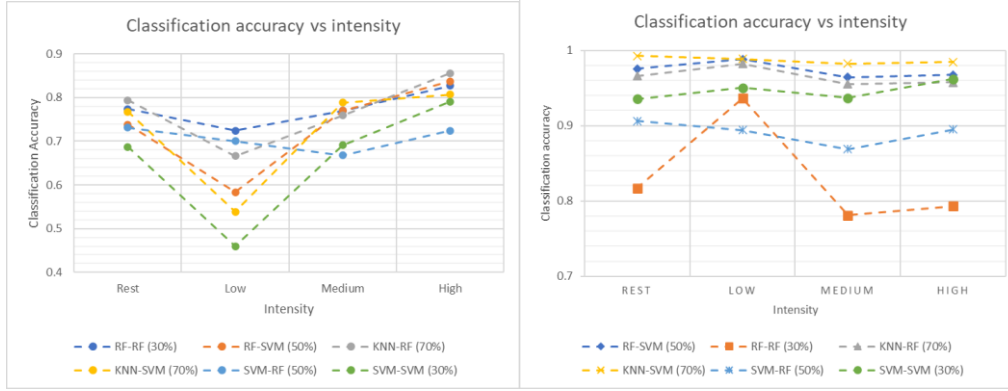 Classification accuracy vs intensity
0.9
0.8
0.7
0.6
0.5
0.4
Classification Accuracy
Rest Low Medium High
Intensity
RF-RF (30%) RF-SVM (50%) KNN-RF (70%)
KNN-SVM (70%) SVM-RF (50%) SVM-SVM (30%)
Classification accuracy vs intensity
1
0.9
0.8
0.7
Classification accuracy
REST LOW MEDIUM HIGH
Intensity
RF-SVM (50%) RF-RF (30%) KNN-RF (70%)
KNN-SVM (70%) SVM-RF (50%) SVM-SVM (30%)